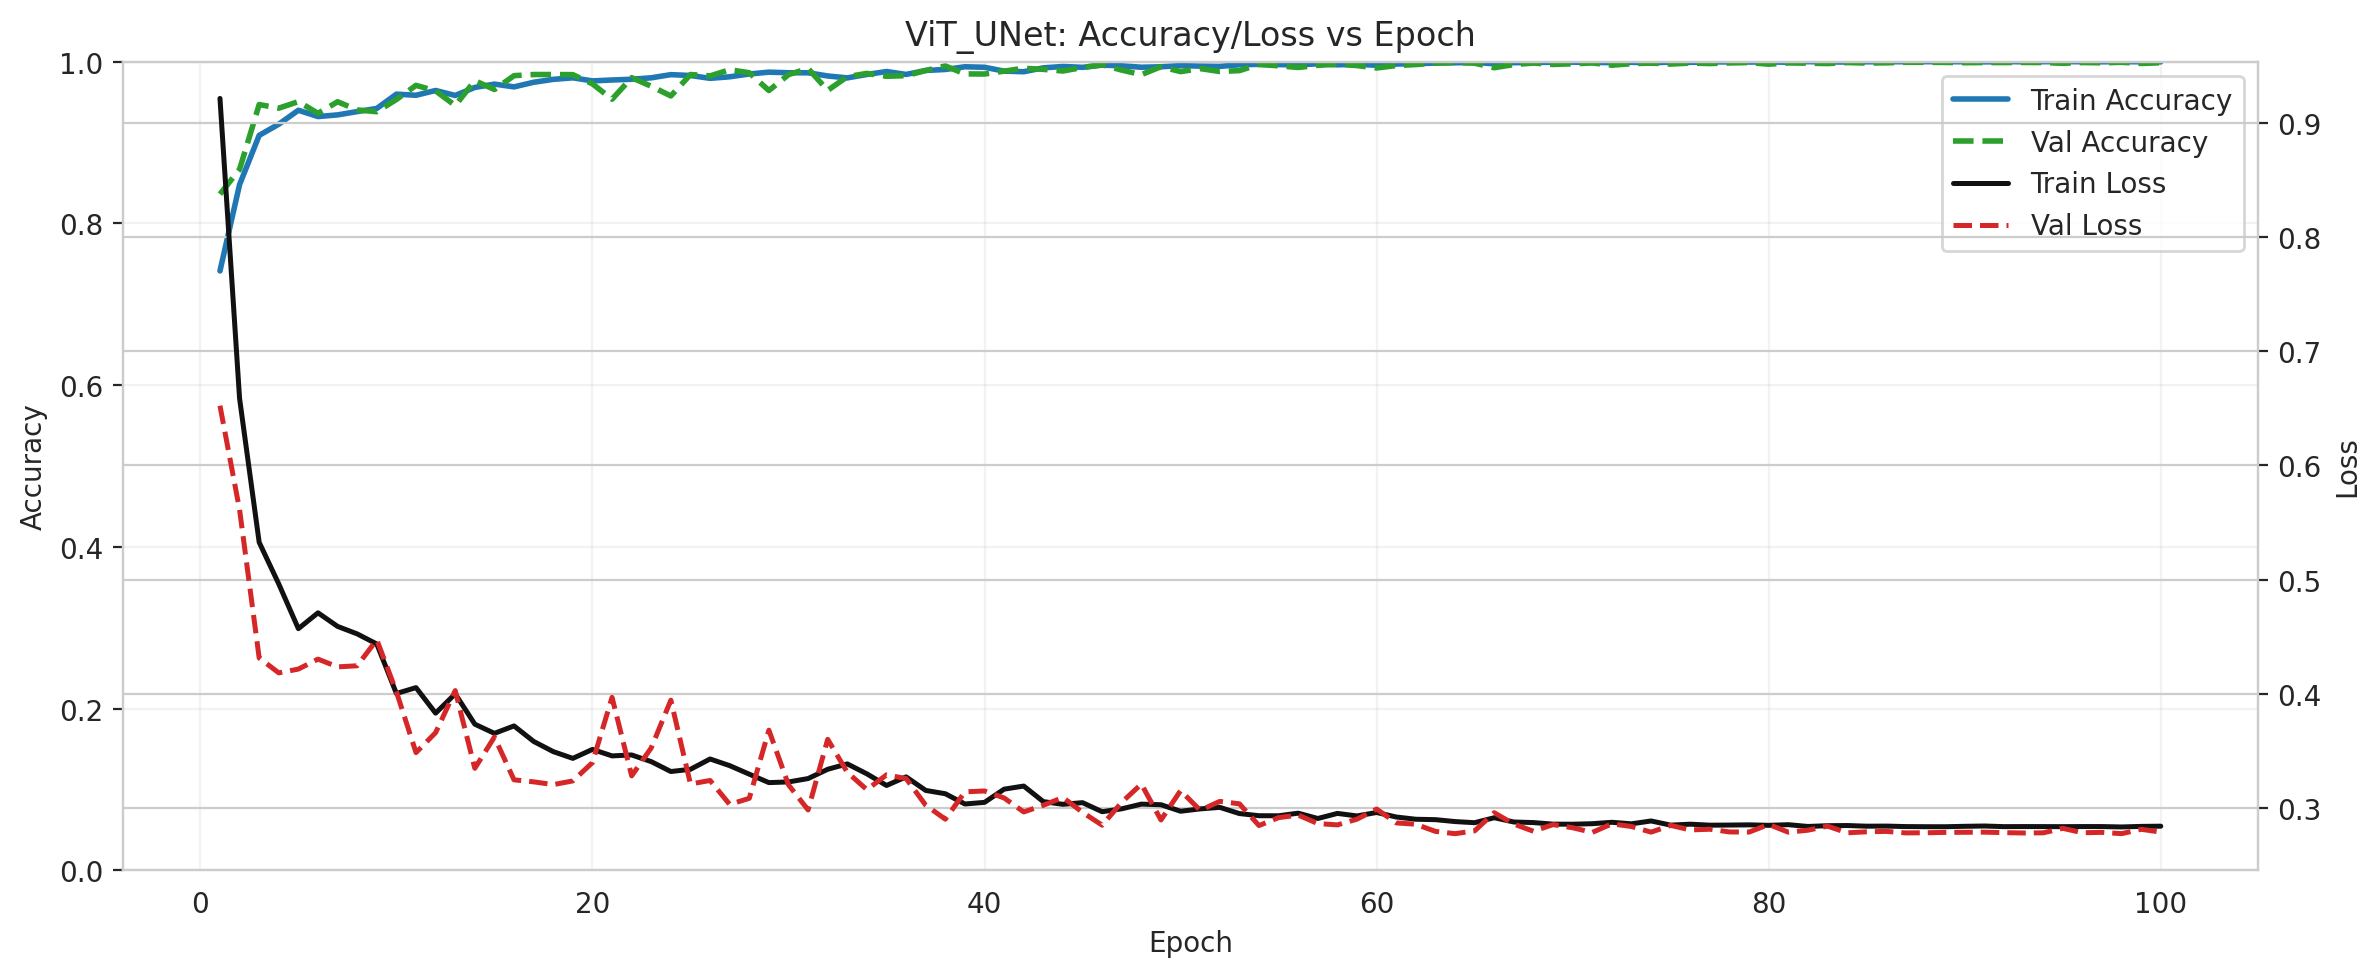 ViT_UNet: Accuracy/Loss vs Epoch
1.0
0.8
0.6
0.4
0.2
0.0
Accuracy
0.9
0.8
0.7
0.6
0.5
0.4
0.3
Loss
Train Accuracy
Val Accuracy
Train Loss
Val Loss
0 20 40 60 80 100
Epoch